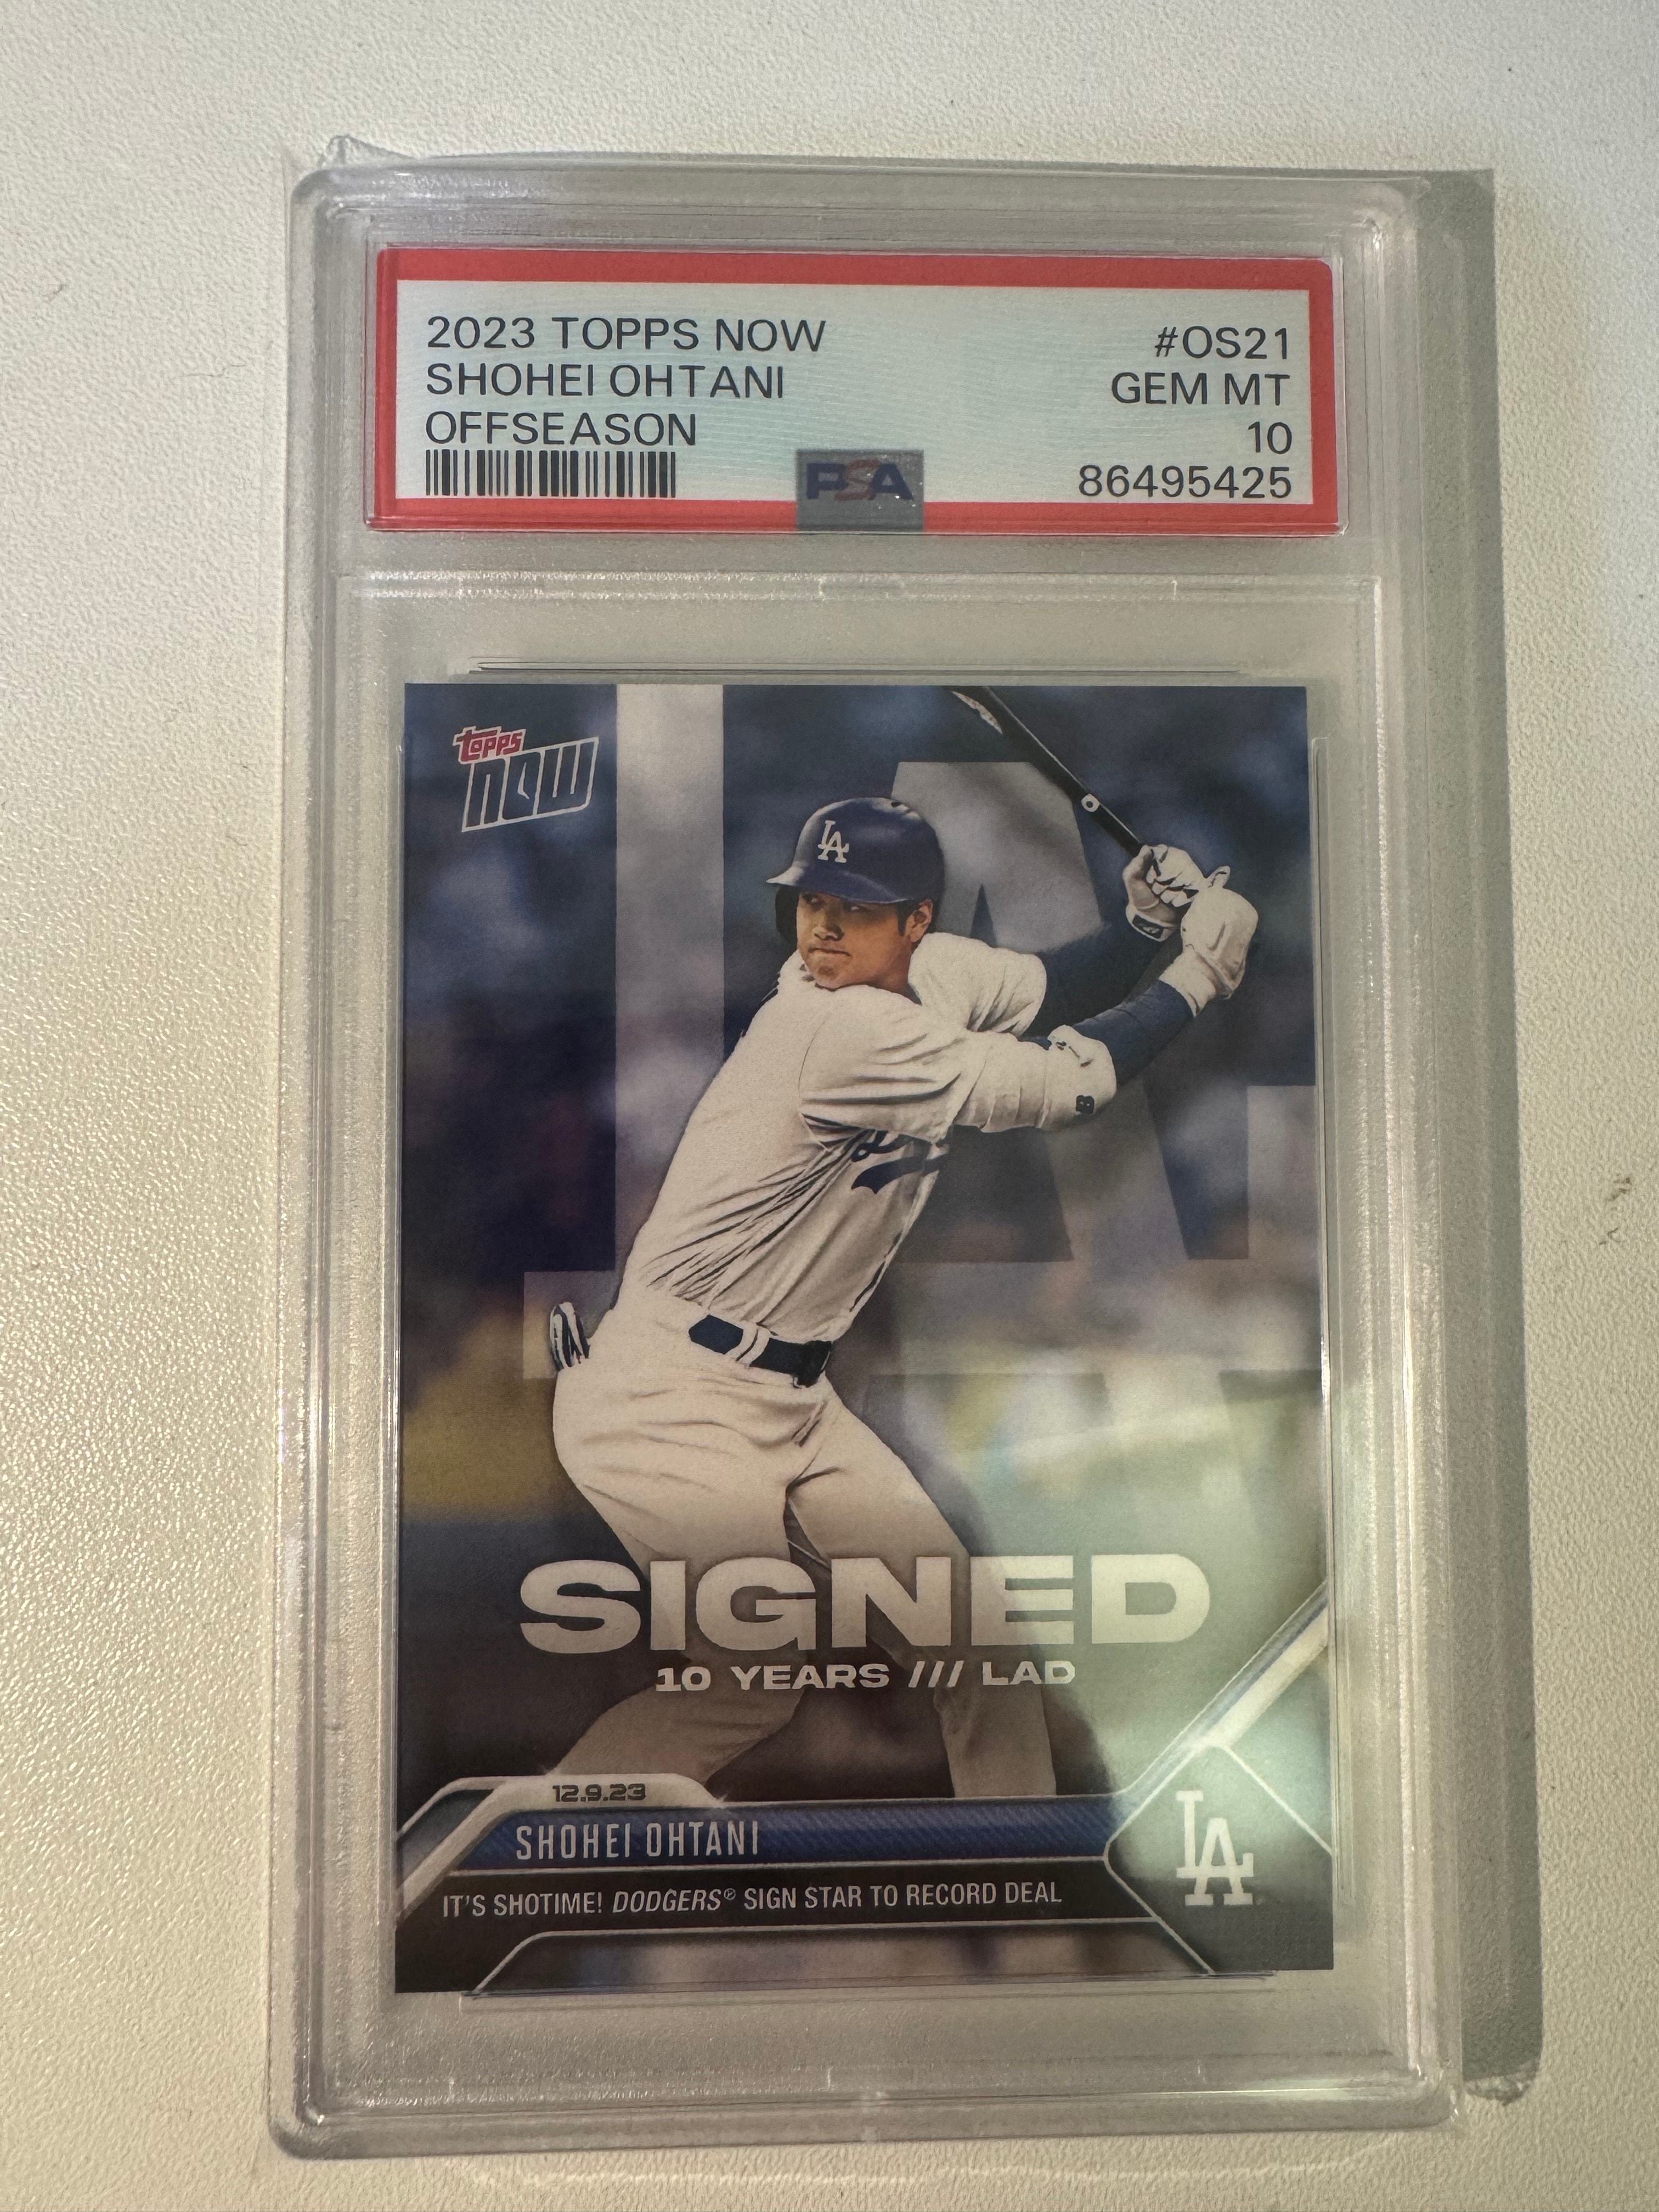 2023 TOPPS NOW #OS21
SHOHEI OHTANI GEM MT
OFFSEASON 10
PSA 86495425
topps
NOW
LA
LA
SIGNED
10 YEARS /// LAD
12.9.23
SHOHEI OHTANI
LA
IT'S SHOTIME! DODGERS® SIGN STAR TO RECORD DEAL